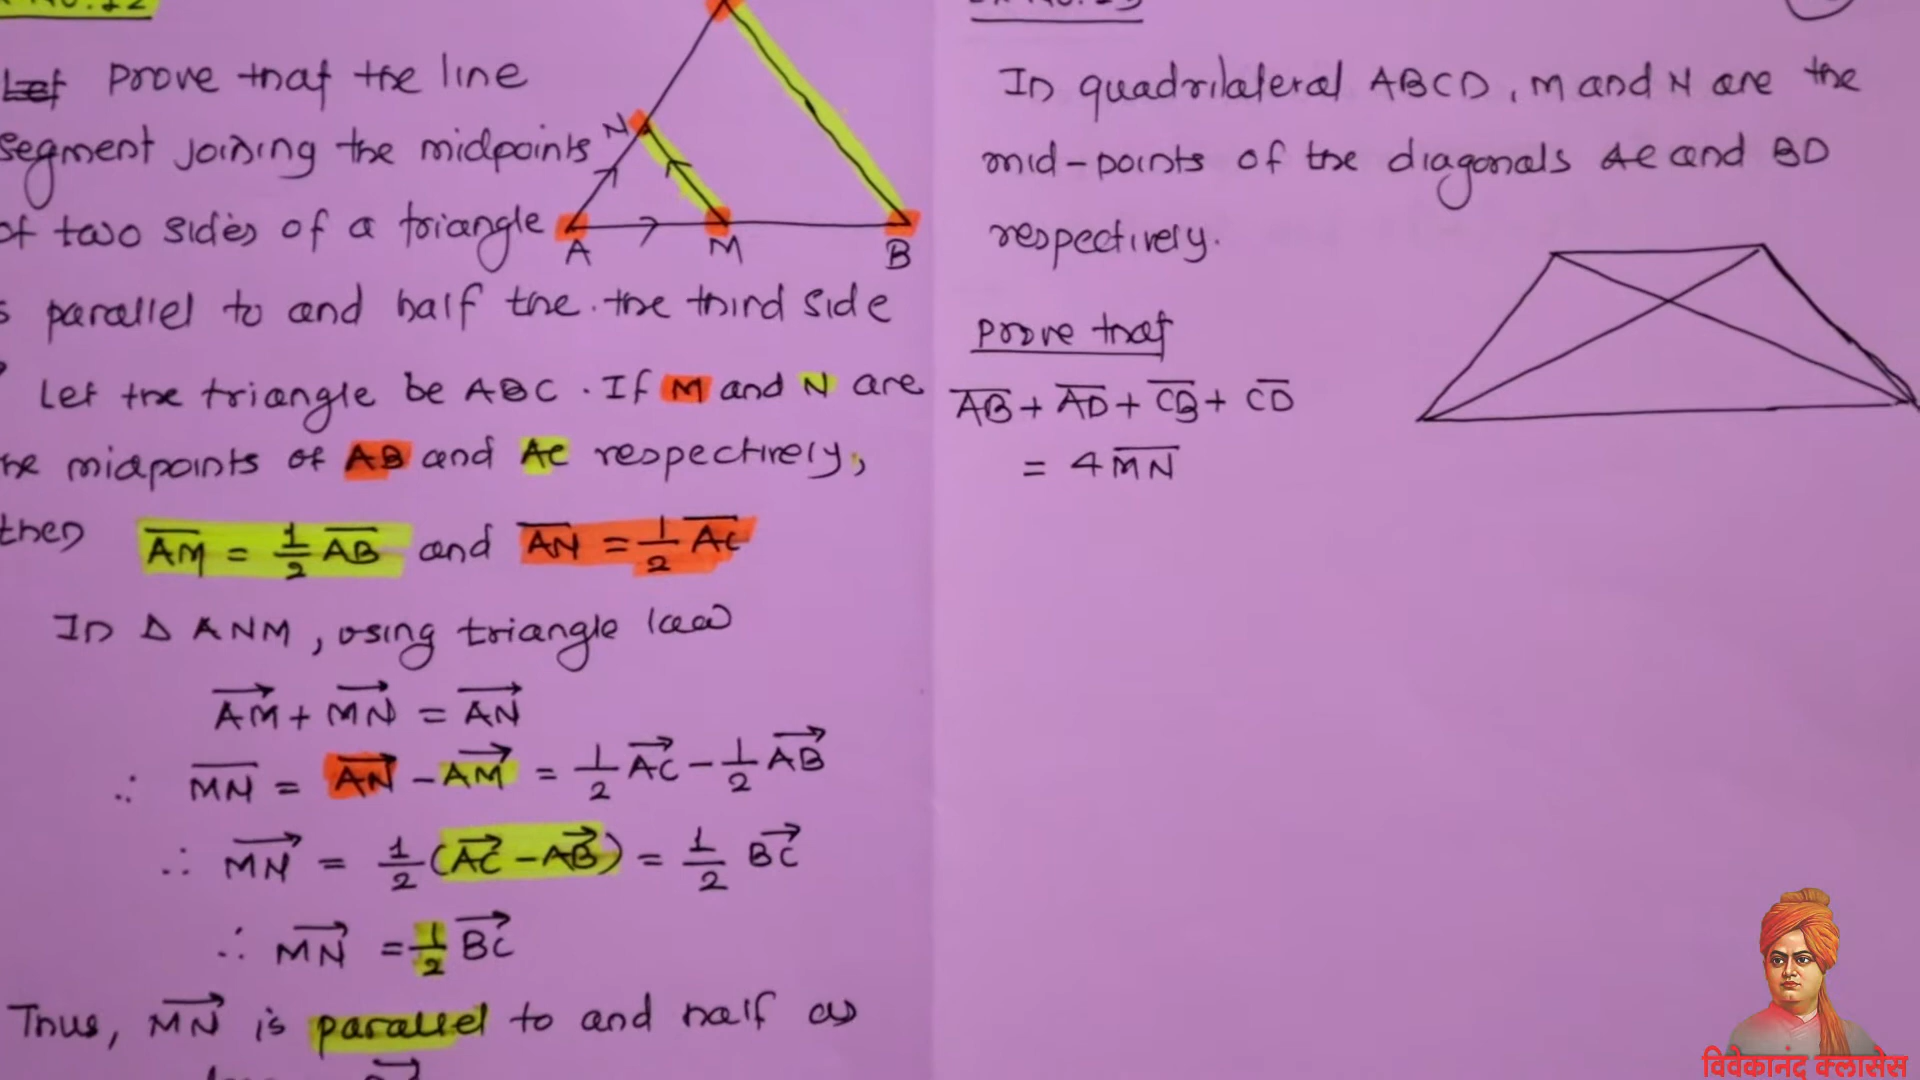 No.12
Let Prove that the line
segment joining the midpoints
of two sides of a triangle
s parallel to and half the . the third side
Let the triangle be ABC . If M and N are
he midpoints of AB and AC respectively,
then AM = 1/2 AB and AN = 1/2 AC
In Δ ANM, using triangle law
AM + MN = AN
∴ MN = AN - AM = 1/2 AC - 1/2 AB
∴ MN = 1/2 (AC - AB) = 1/2 BC
∴ MN = 1/2 BC
Thus, MN is parallel to and half as
N
A M B
In quadrilateral ABCD, M and N are the
mid-points of the diagonals AC and BD
respectively.
Prove that
AB + AD + CB + CD
= 4 MN
विवेकानंद क्लासेस